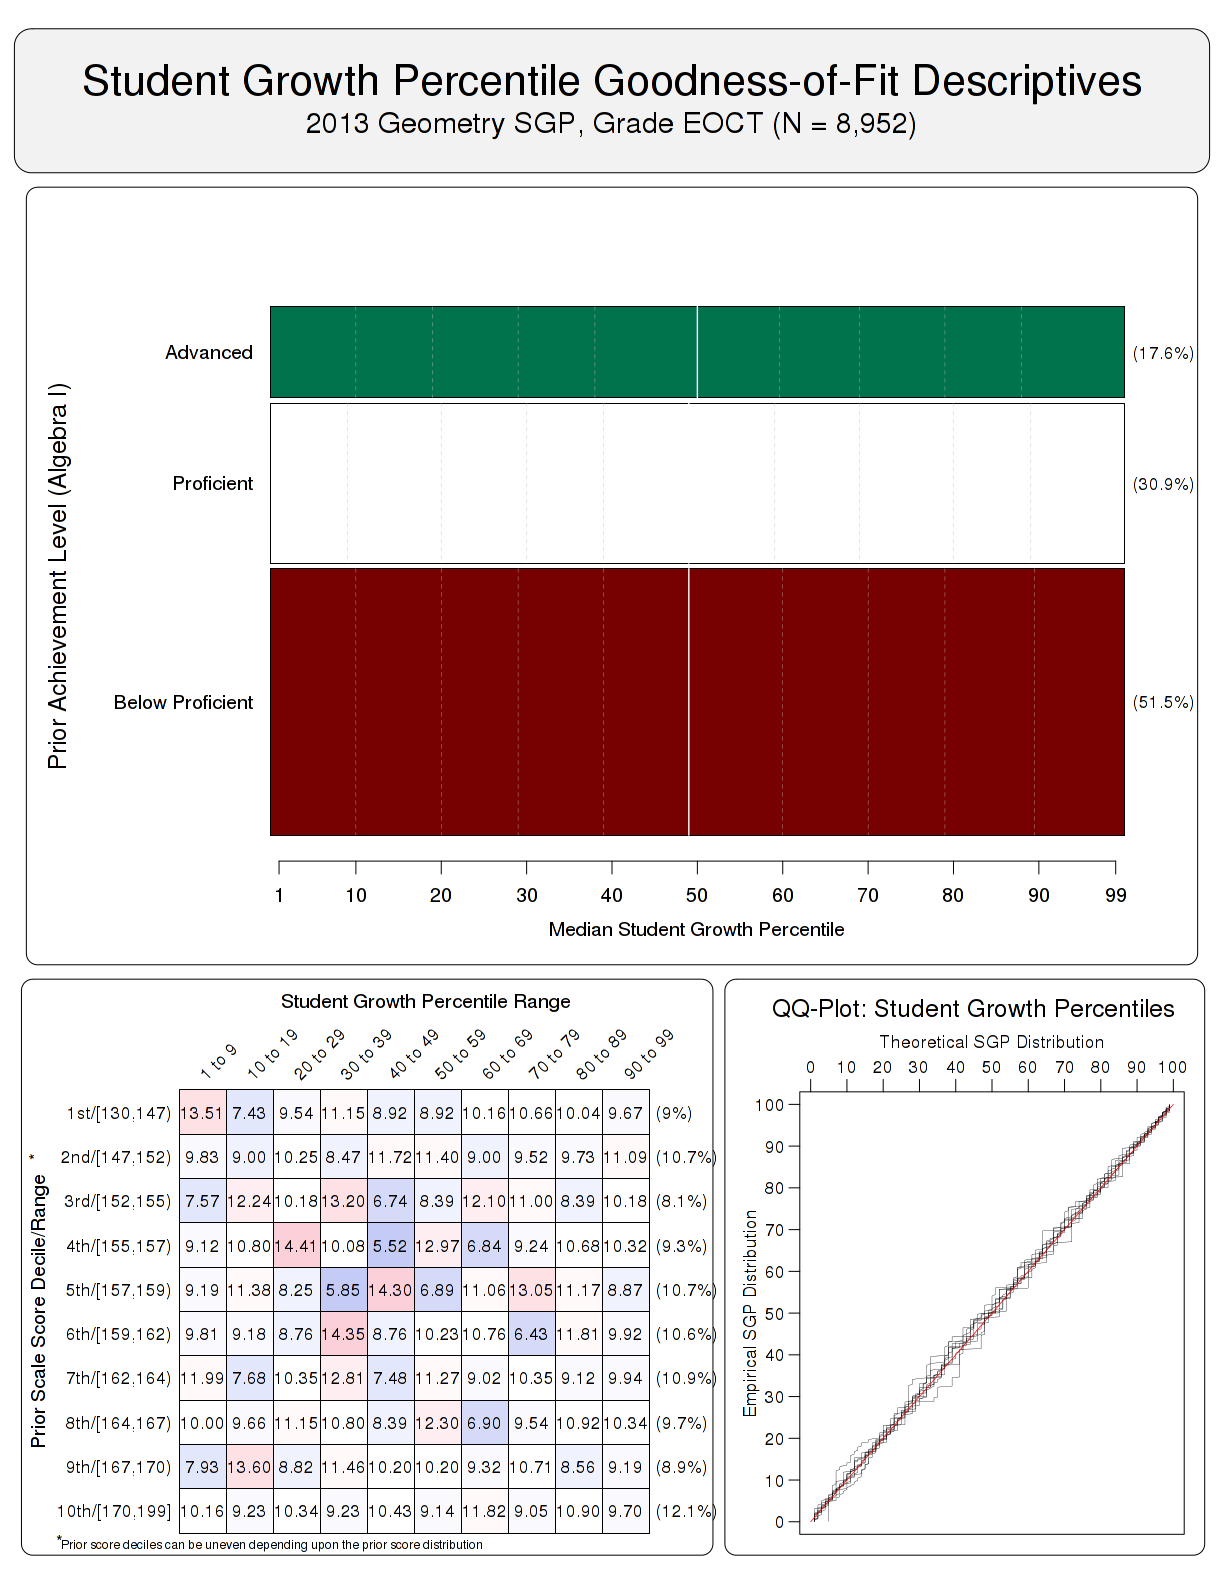 Student Growth Percentile Goodness-of-Fit Descriptives
2013 Geometry SGP, Grade EOCT (N = 8,952)
Prior Achievement Level (Algebra I)
Advanced (17.6%)
Proficient (30.9%)
Below Proficient (51.5%)
1 10 20 30 40 50 60 70 80 90 99
Median Student Growth Percentile
Student Growth Percentile Range
1 to 9 10 to 19 20 to 29 30 to 39 40 to 49 50 to 59 60 to 69 70 to 79 80 to 89 90 to 99
Prior Scale Score Decile/Range *
1st/[130,147) 13.51 7.43 9.54 11.15 8.92 8.92 10.16 10.66 10.04 9.67 (9%)
2nd/[147,152) 9.83 9.00 10.25 8.47 11.72 11.40 9.00 9.52 9.73 11.09 (10.7%)
3rd/[152,155) 7.57 12.24 10.18 13.20 6.74 8.39 12.10 11.00 8.39 10.18 (8.1%)
4th/[155,157) 9.12 10.80 14.41 10.08 5.52 12.97 6.84 9.24 10.68 10.32 (9.3%)
5th/[157,159) 9.19 11.38 8.25 5.85 14.30 6.89 11.06 13.05 11.17 8.87 (10.7%)
6th/[159,162) 9.81 9.18 8.76 14.35 8.76 10.23 10.76 6.43 11.81 9.92 (10.6%)
7th/[162,164) 11.99 7.68 10.35 12.81 7.48 11.27 9.02 10.35 9.12 9.94 (10.9%)
8th/[164,167) 10.00 9.66 11.15 10.80 8.39 12.30 6.90 9.54 10.92 10.34 (9.7%)
9th/[167,170) 7.93 13.60 8.82 11.46 10.20 10.20 9.32 10.71 8.56 9.19 (8.9%)
10th/[170,199] 10.16 9.23 10.34 9.23 10.43 9.14 11.82 9.05 10.90 9.70 (12.1%)
*Prior score deciles can be uneven depending upon the prior score distribution
QQ-Plot: Student Growth Percentiles
Theoretical SGP Distribution
0 10 20 30 40 50 60 70 80 90 100
Empirical SGP Distribution
100
90
80
70
60
50
40
30
20
10
0